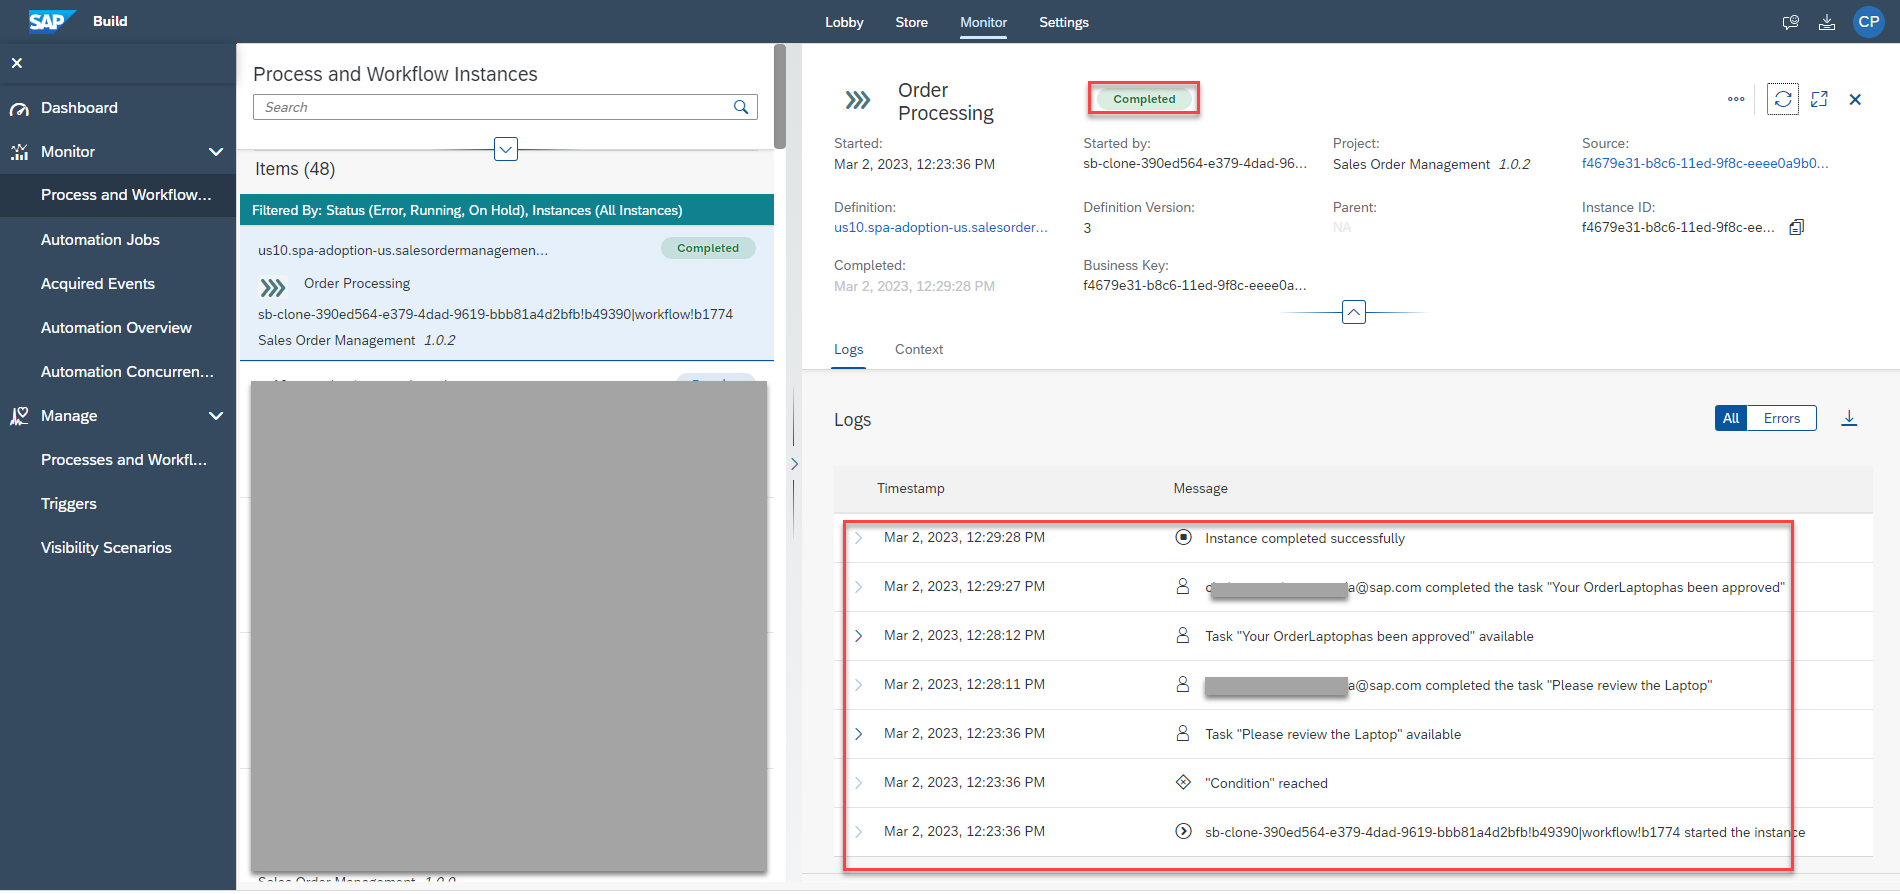 SAP Build
Lobby
Store
Monitor
Settings
CP
Dashboard
Monitor
Process and Workflow...
Automation Jobs
Acquired Events
Automation Overview
Automation Concurren...
Manage
Processes and Workfl...
Triggers
Visibility Scenarios
Process and Workflow Instances
Search
Items (48)
Filtered By: Status (Error, Running, On Hold), Instances (All Instances)
us10.spa-adoption-us.salesordermanagemen...
Completed
Order Processing
sb-clone-390ed564-e379-4dad-9619-bbb81a4d2bfb!b49390|workflow!b1774
Sales Order Management 1.0.2
Order
Processing
Completed
Started:
Mar 2, 2023, 12:23:36 PM
Started by:
sb-clone-390ed564-e379-4dad-96...
Project:
Sales Order Management 1.0.2
Source:
f4679e31-b8c6-11ed-9f8c-eeee0a9b0...
Definition:
us10.spa-adoption-us.salesorder...
Definition Version:
3
Parent:
NA
Instance ID:
f4679e31-b8c6-11ed-9f8c-ee...
Completed:
Mar 2, 2023, 12:29:28 PM
Business Key:
f4679e31-b8c6-11ed-9f8c-eeee0a...
Logs
Context
Logs
All
Errors
Timestamp
Message
Mar 2, 2023, 12:29:28 PM
Instance completed successfully
Mar 2, 2023, 12:29:27 PM
a@sap.com completed the task "Your OrderLaptophas been approved"
Mar 2, 2023, 12:28:12 PM
Task "Your OrderLaptophas been approved" available
Mar 2, 2023, 12:28:11 PM
a@sap.com completed the task "Please review the Laptop"
Mar 2, 2023, 12:23:36 PM
Task "Please review the Laptop" available
Mar 2, 2023, 12:23:36 PM
"Condition" reached
Mar 2, 2023, 12:23:36 PM
sb-clone-390ed564-e379-4dad-9619-bbb81a4d2bfb!b49390|workflow!b1774 started the instance
Sales Order Management 1.0.0